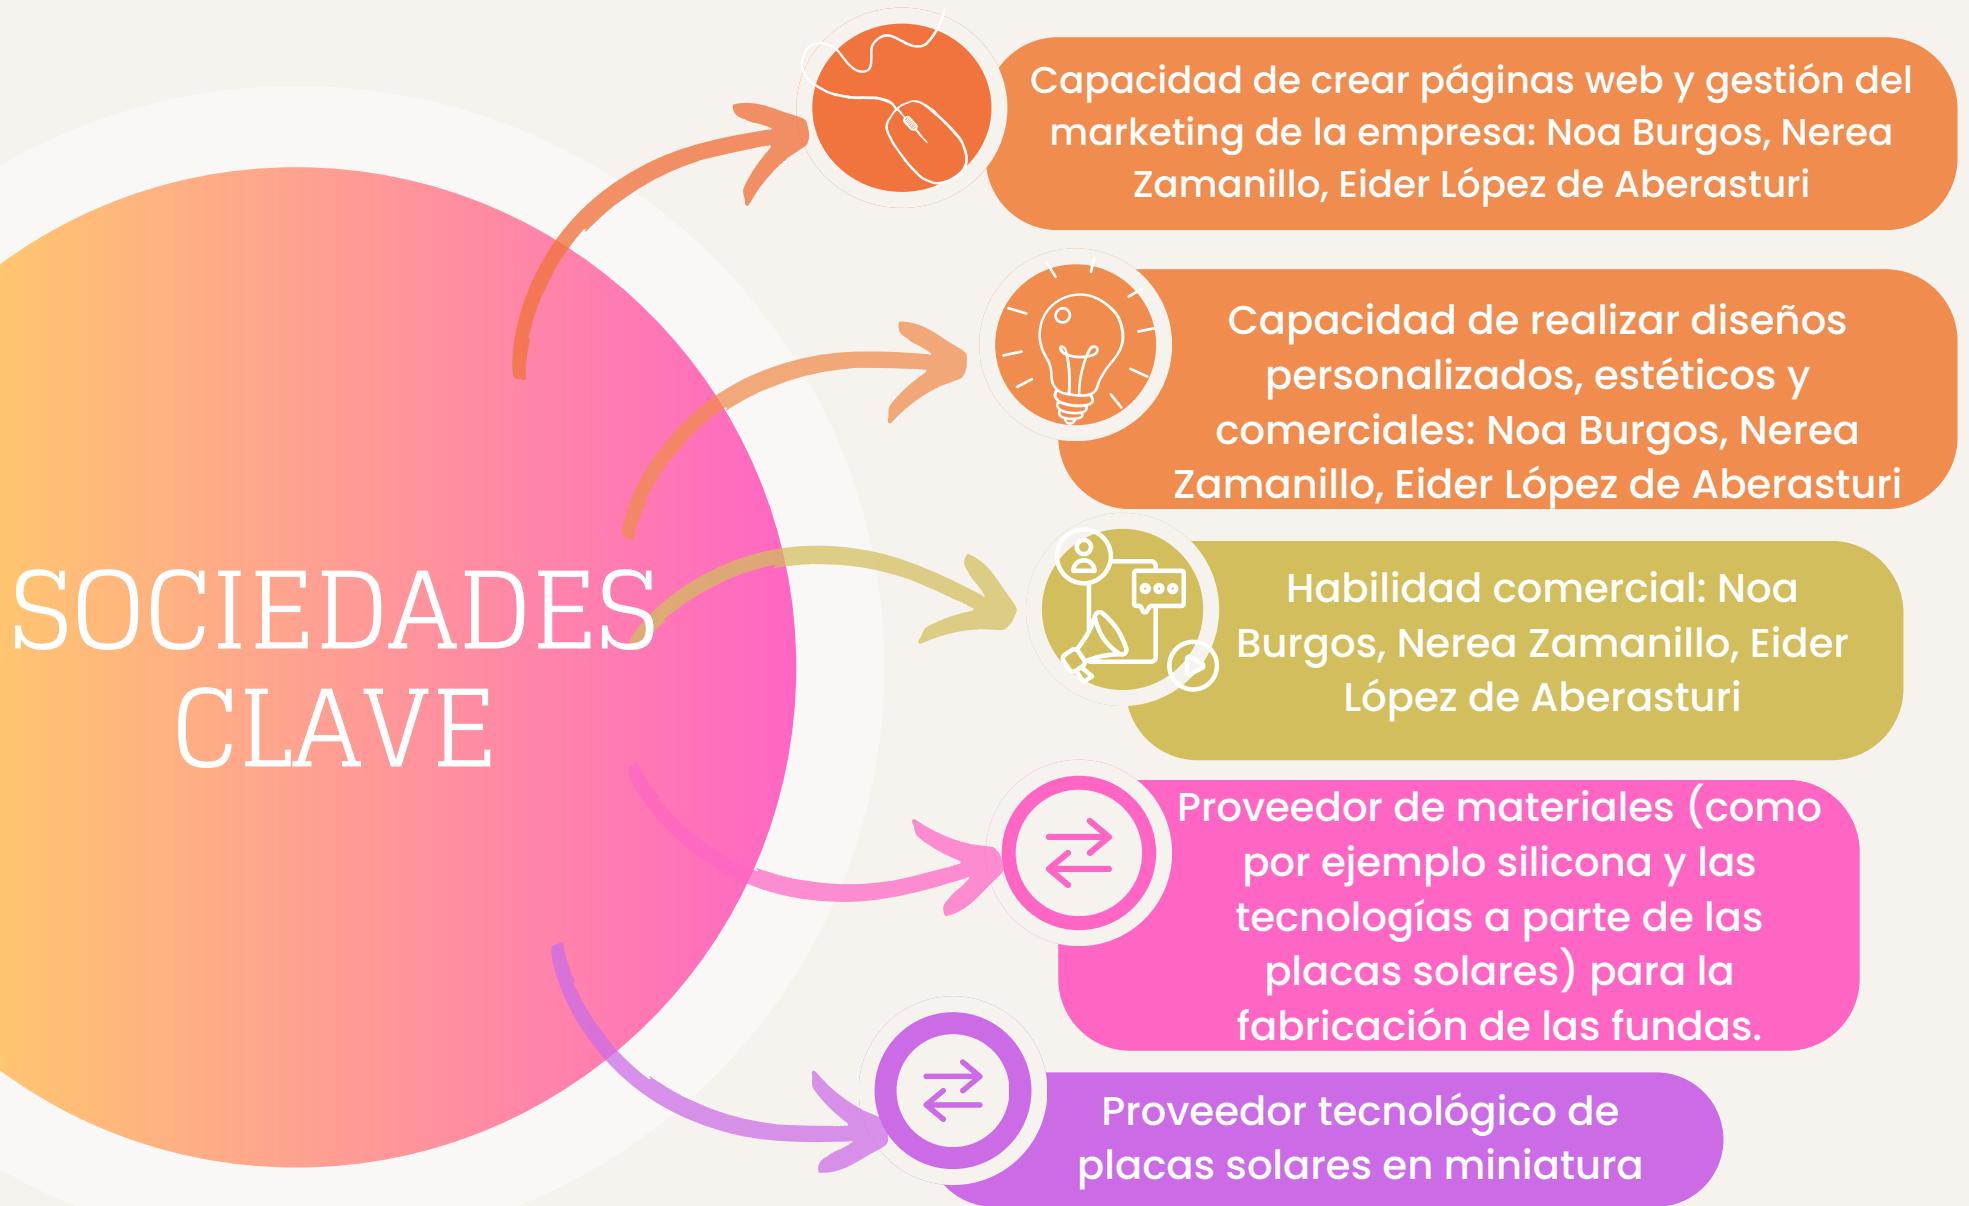 SOCIEDADES
CLAVE
Capacidad de crear páginas web y gestión del
marketing de la empresa: Noa Burgos, Nerea
Zamanillo, Eider López de Aberasturi
Capacidad de realizar diseños
personalizados, estéticos y
comerciales: Noa Burgos, Nerea
Zamanillo, Eider López de Aberasturi
Habilidad comercial: Noa
Burgos, Nerea Zamanillo, Eider
López de Aberasturi
Proveedor de materiales (como
por ejemplo silicona y las
tecnologías a parte de las
placas solares) para la
fabricación de las fundas.
Proveedor tecnológico de
placas solares en miniatura